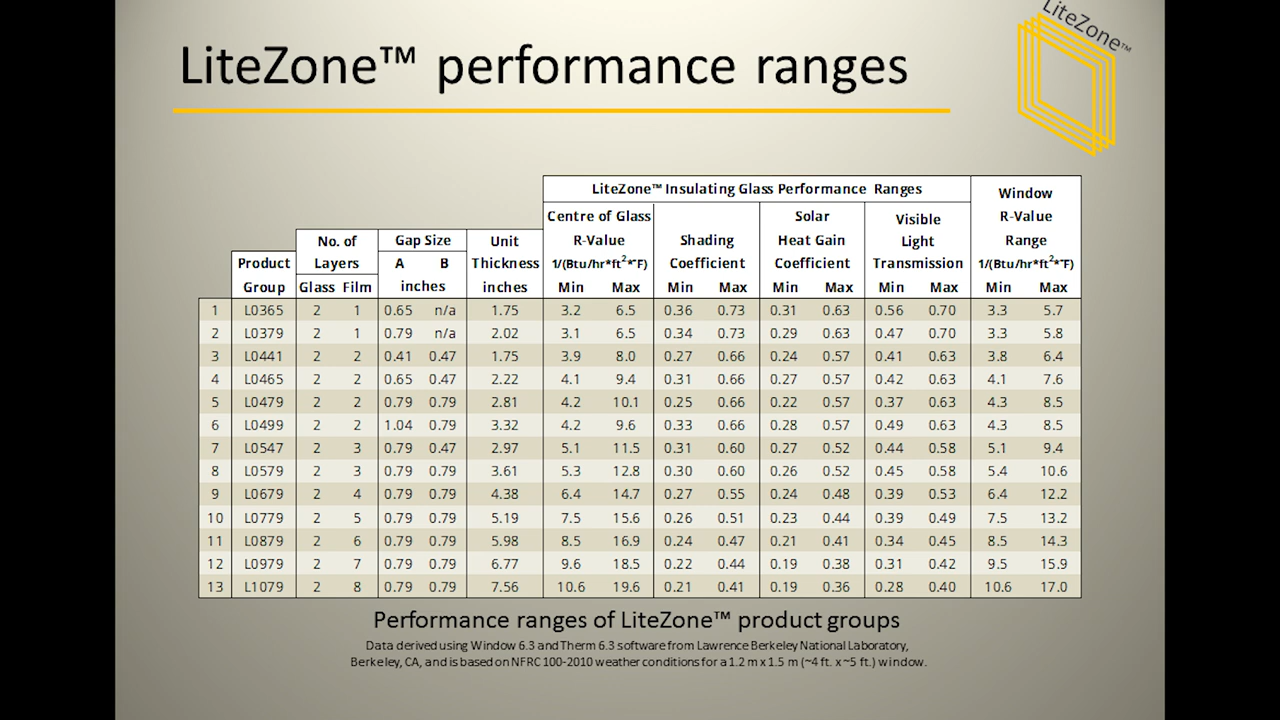 LiteZone™
LiteZone™ performance ranges
LiteZone™ Insulating Glass Performance Ranges Window
Centre of Glass Solar Visible R-Value
No. of Gap Size Unit R-Value Shading Heat Gain Light Range
Product Layers A B Thickness 1/(Btu/hr*ft²*˚F) Coefficient Coefficient Transmission 1/(Btu/hr*ft²*˚F)
Group Glass Film inches inches Min Max Min Max Min Max Min Max Min Max
1 L0365 2 1 0.65 n/a 1.75 3.2 6.5 0.36 0.73 0.31 0.63 0.56 0.70 3.3 5.7
2 L0379 2 1 0.79 n/a 2.02 3.1 6.5 0.34 0.73 0.29 0.63 0.47 0.70 3.3 5.8
3 L0441 2 2 0.41 0.47 1.75 3.9 8.0 0.27 0.66 0.24 0.57 0.41 0.63 3.8 6.4
4 L0465 2 2 0.65 0.47 2.22 4.1 9.4 0.31 0.66 0.27 0.57 0.42 0.63 4.1 7.6
5 L0479 2 2 0.79 0.79 2.81 4.2 10.1 0.25 0.66 0.22 0.57 0.37 0.63 4.3 8.5
6 L0499 2 2 1.04 0.79 3.32 4.2 9.6 0.33 0.66 0.28 0.57 0.49 0.63 4.3 8.5
7 L0547 2 3 0.79 0.47 2.97 5.1 11.5 0.31 0.60 0.27 0.52 0.44 0.58 5.1 9.4
8 L0579 2 3 0.79 0.79 3.61 5.3 12.8 0.30 0.60 0.26 0.52 0.45 0.58 5.4 10.6
9 L0679 2 4 0.79 0.79 4.38 6.4 14.7 0.27 0.55 0.24 0.48 0.39 0.53 6.4 12.2
10 L0779 2 5 0.79 0.79 5.19 7.5 15.6 0.26 0.51 0.23 0.44 0.39 0.49 7.5 13.2
11 L0879 2 6 0.79 0.79 5.98 8.5 16.9 0.24 0.47 0.21 0.41 0.34 0.45 8.5 14.3
12 L0979 2 7 0.79 0.79 6.77 9.6 18.5 0.22 0.44 0.19 0.38 0.31 0.42 9.5 15.9
13 L1079 2 8 0.79 0.79 7.56 10.6 19.6 0.21 0.41 0.19 0.36 0.28 0.40 10.6 17.0
Performance ranges of LiteZone™ product groups
Data derived using Window 6.3 and Therm 6.3 software from Lawrence Berkeley National Laboratory,
Berkeley, CA, and is based on NFRC 100-2010 weather conditions for a 1.2 m x 1.5 m (~4 ft. x ~5 ft.) window.